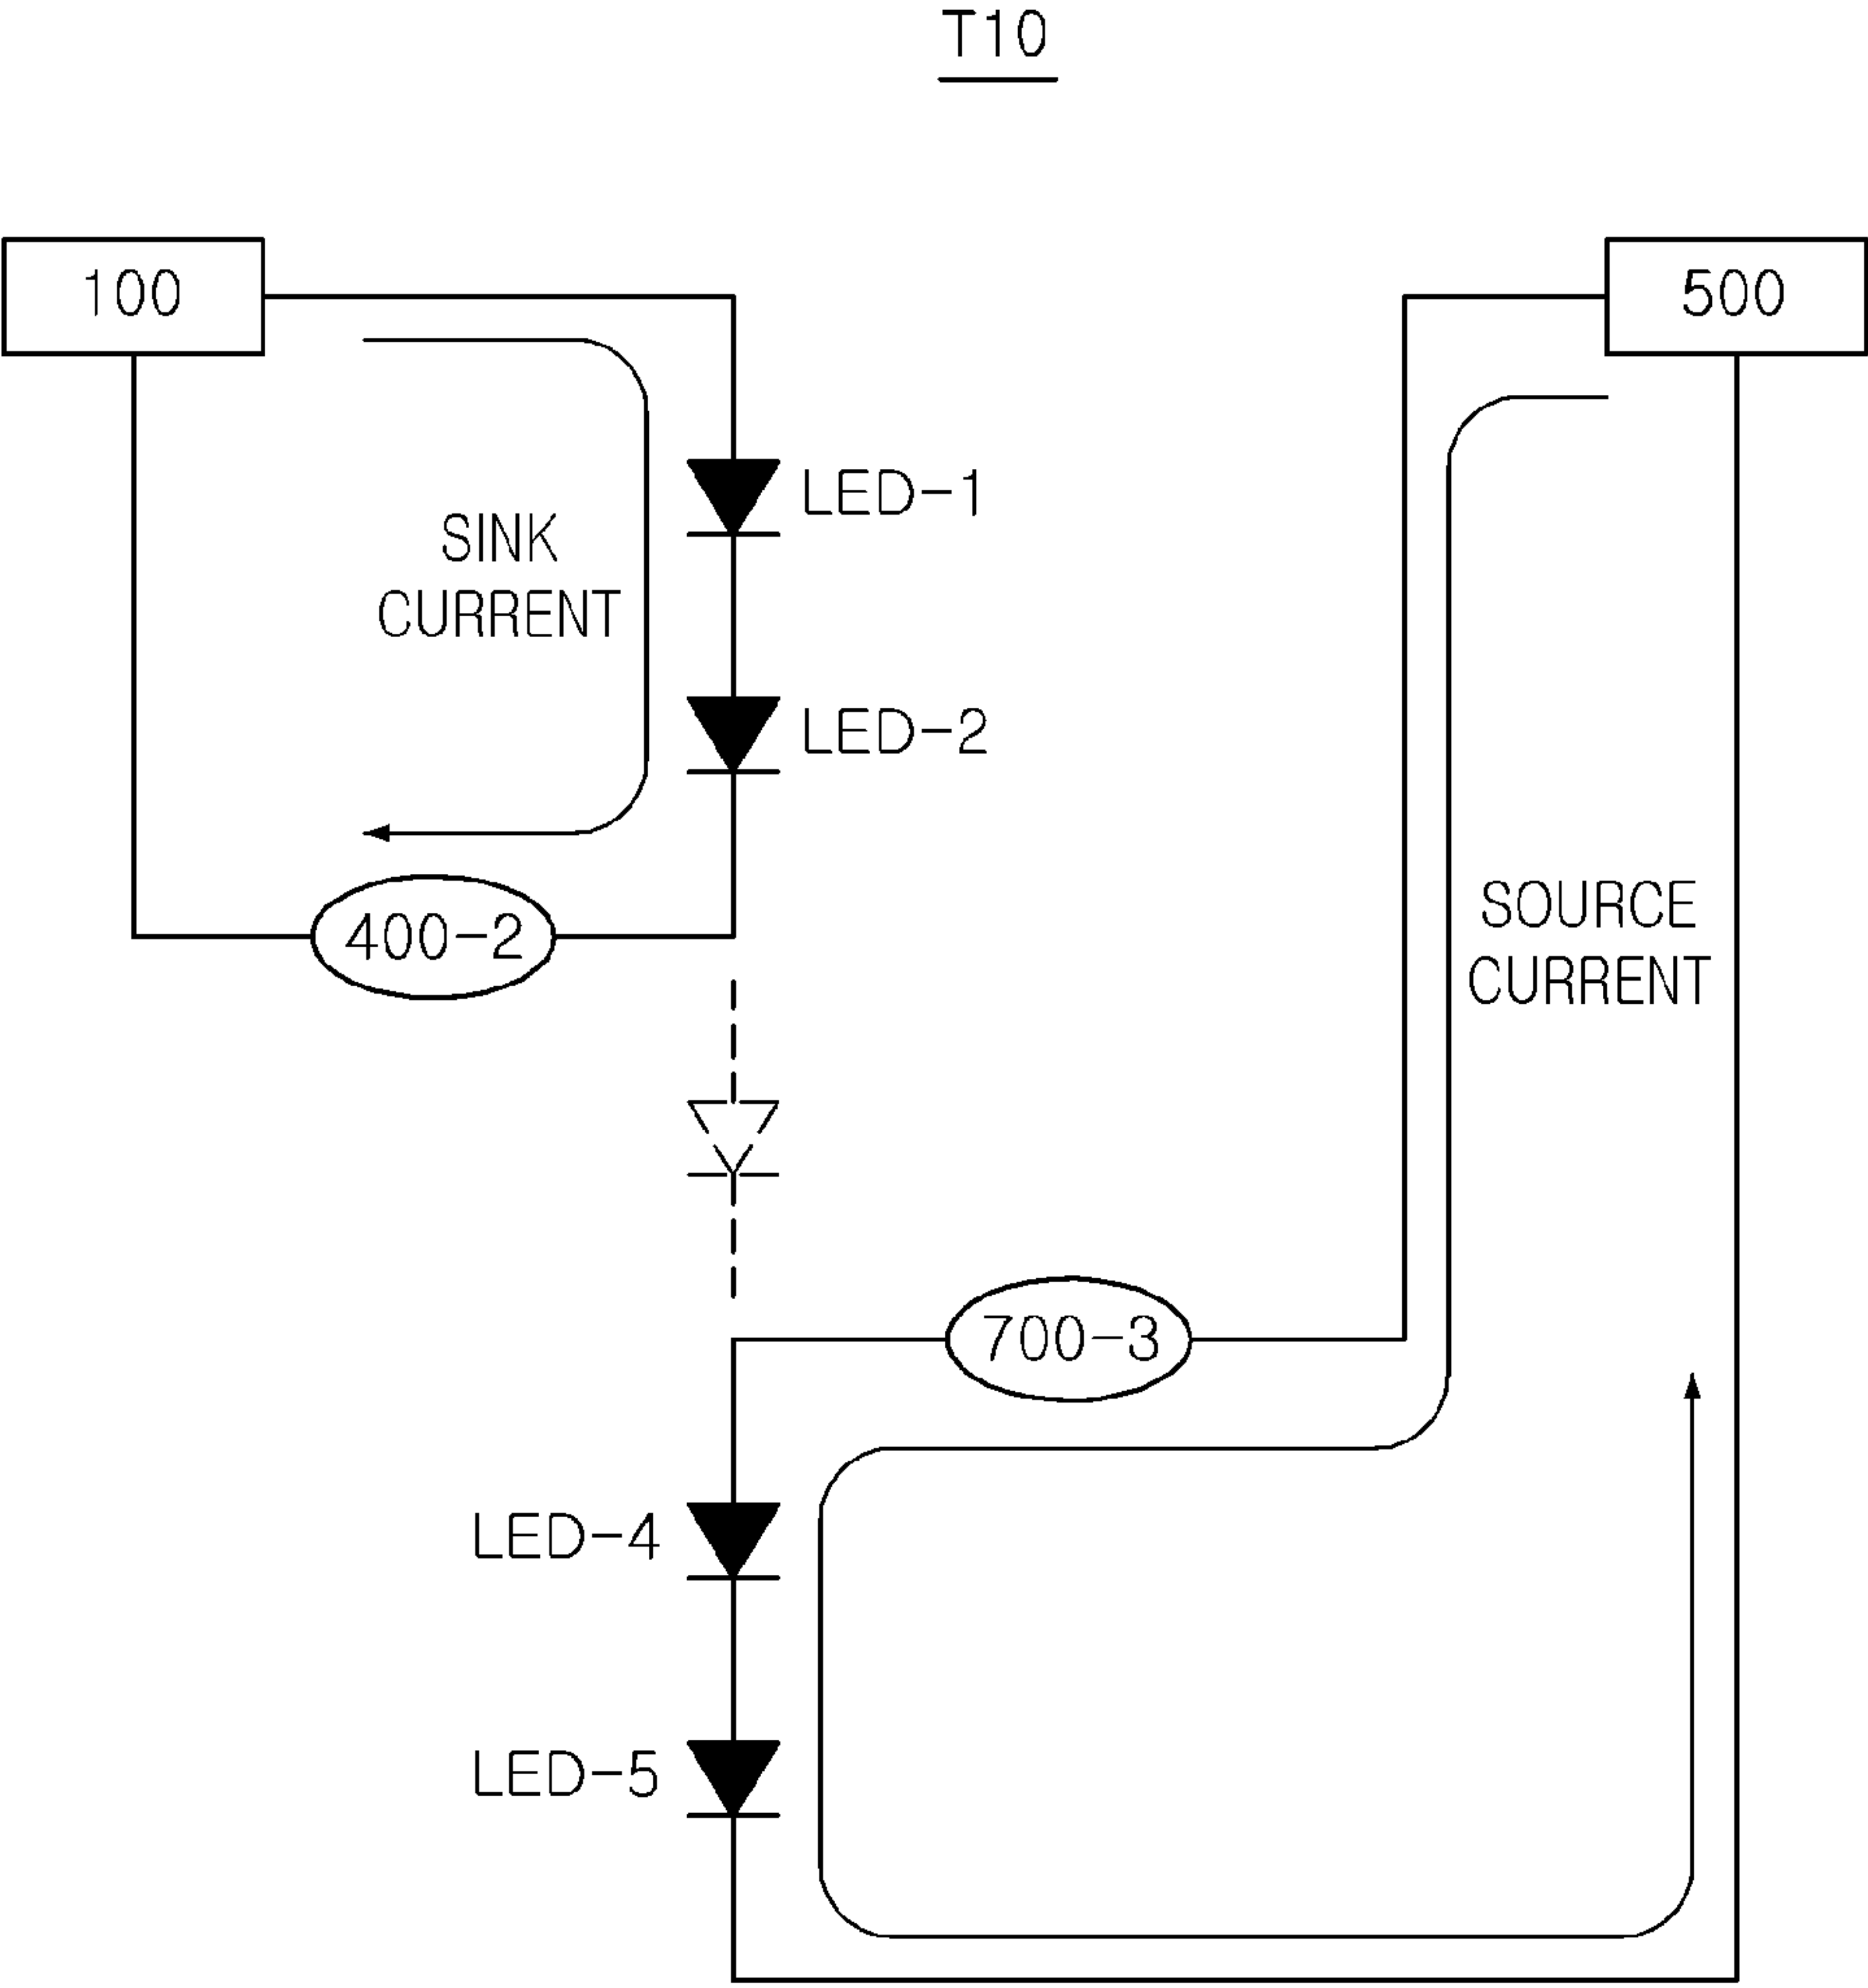 T10
100
500
LED-1
SINK
CURRENT
LED-2
400-2
SOURCE
CURRENT
700-3
LED-4
LED-5